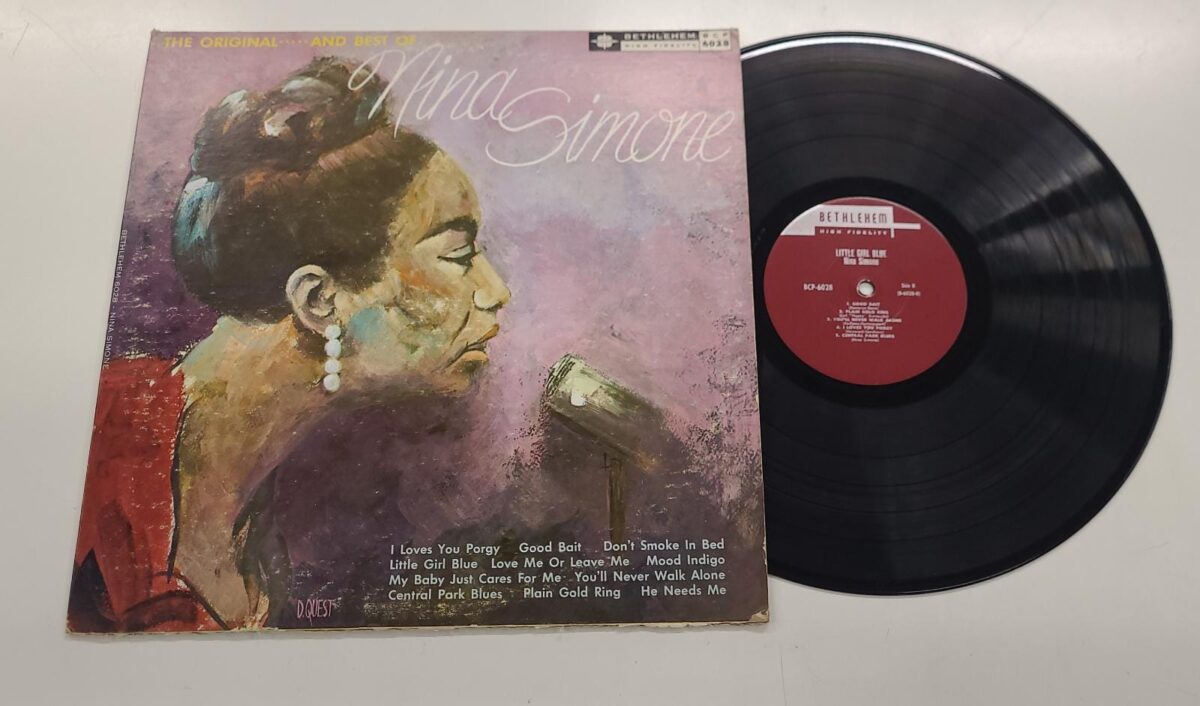 THE ORIGINAL·····AND BEST OF
Nina Simone
BETHLEHEM
HIGH FIDELITY
BCP
6028
BETHLEHEM 6028 - NINA SIMONE
I Loves You Porgy Good Bait Don't Smoke In Bed
Little Girl Blue Love Me Or Leave Me Mood Indigo
My Baby Just Cares For Me You'll Never Walk Alone
Central Park Blues Plain Gold Ring He Needs Me
D. QUEST
BETHLEHEM
HIGH FIDELITY
LITTLE GIRL BLUE
Nina Simone
BCP-6028
Side B
1. GOOD BAIT
2. PLAIN GOLD RING
3. YOU'LL NEVER WALK ALONE
4. I LOVES YOU PORGY
5. CENTRAL PARK BLUES
(Nina Simone)